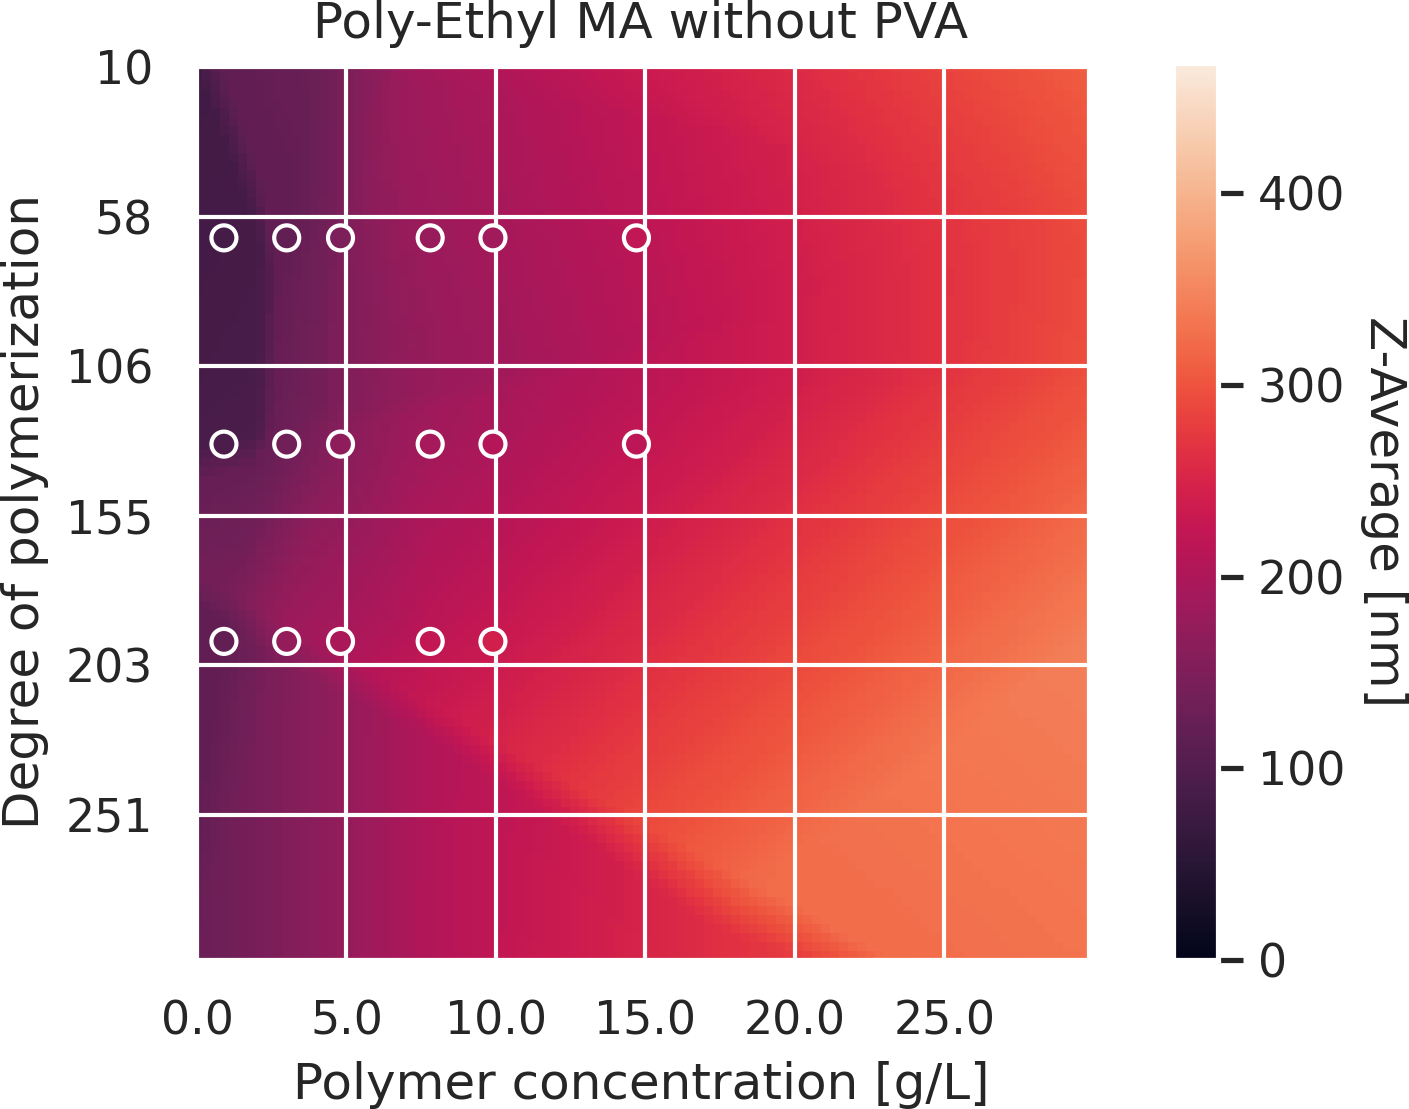 Poly-Ethyl MA without PVA
Degree of polymerization
10
58
106
155
203
251
0.0 5.0 10.0 15.0 20.0 25.0
Polymer concentration [g/L]
400
300
200
100
0
Z-Average [nm]